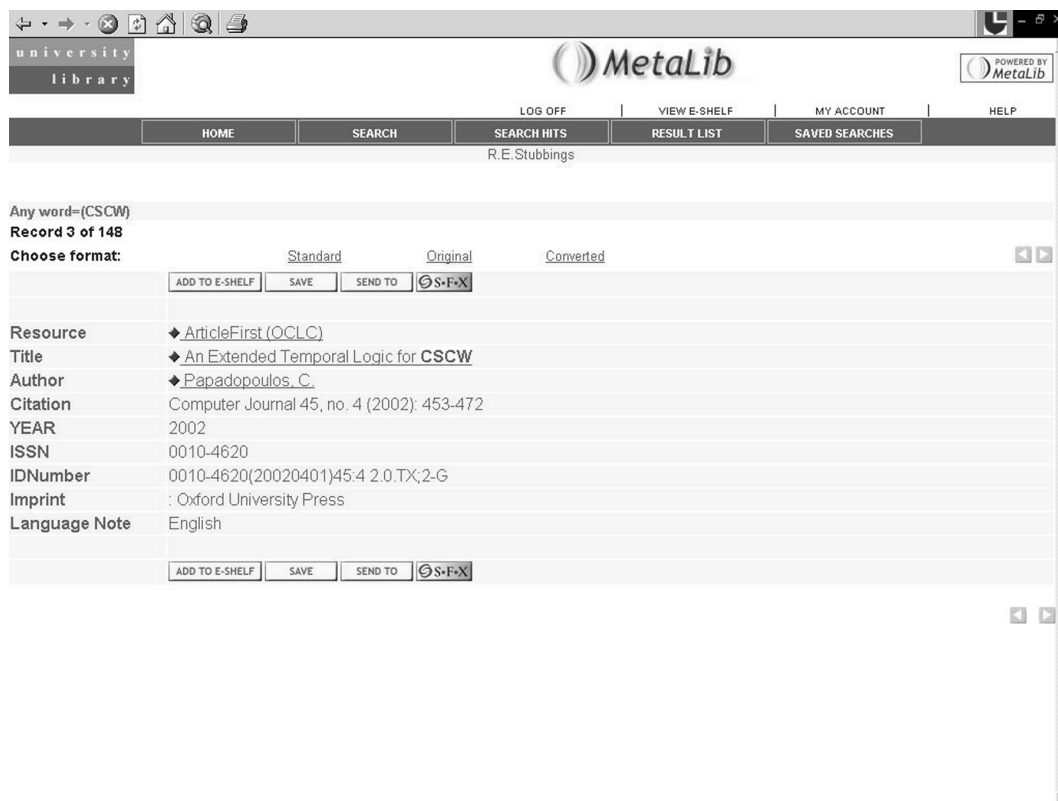 university
library
MetaLib
POWERED BY
MetaLib
LOG OFF | VIEW E-SHELF | MY ACCOUNT | HELP
HOME SEARCH SEARCH HITS RESULT LIST SAVED SEARCHES
R.E.Stubbings
Any word=(CSCW)
Record 3 of 148
Choose format: Standard Original Converted
ADD TO E-SHELF SAVE SEND TO S•F•X
Resource ArticleFirst (OCLC)
Title An Extended Temporal Logic for CSCW
Author Papadopoulos, C.
Citation Computer Journal 45, no. 4 (2002): 453-472
YEAR 2002
ISSN 0010-4620
IDNumber 0010-4620(20020401)45:4 2.0.TX;2-G
Imprint : Oxford University Press
Language Note English
ADD TO E-SHELF SAVE SEND TO S•F•X